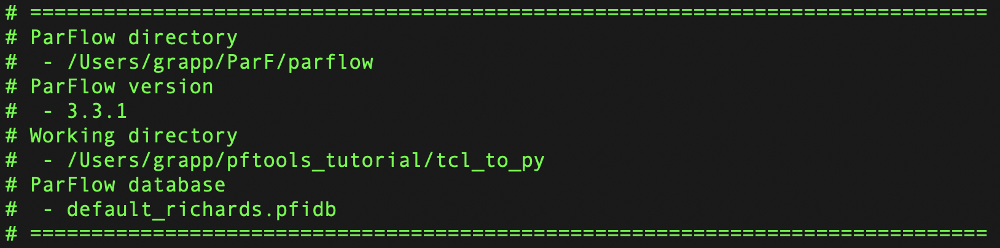 # ==============================================================================
# ParFlow directory
#  - /Users/grapp/ParF/parflow
# ParFlow version
#  - 3.3.1
# Working directory
#  - /Users/grapp/pftools_tutorial/tcl_to_py
# ParFlow database
#  - default_richards.pfidb
# ==============================================================================